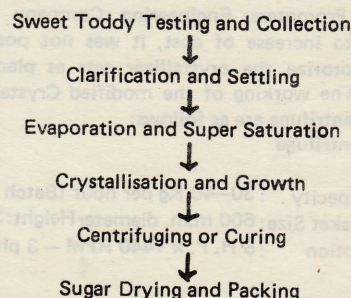 Sweet Toddy Testing and Collection
Clarification and Settling
Evaporation and Super Saturation
Crystallisation and Growth
Centrifuging or Curing
Sugar Drying and Packing